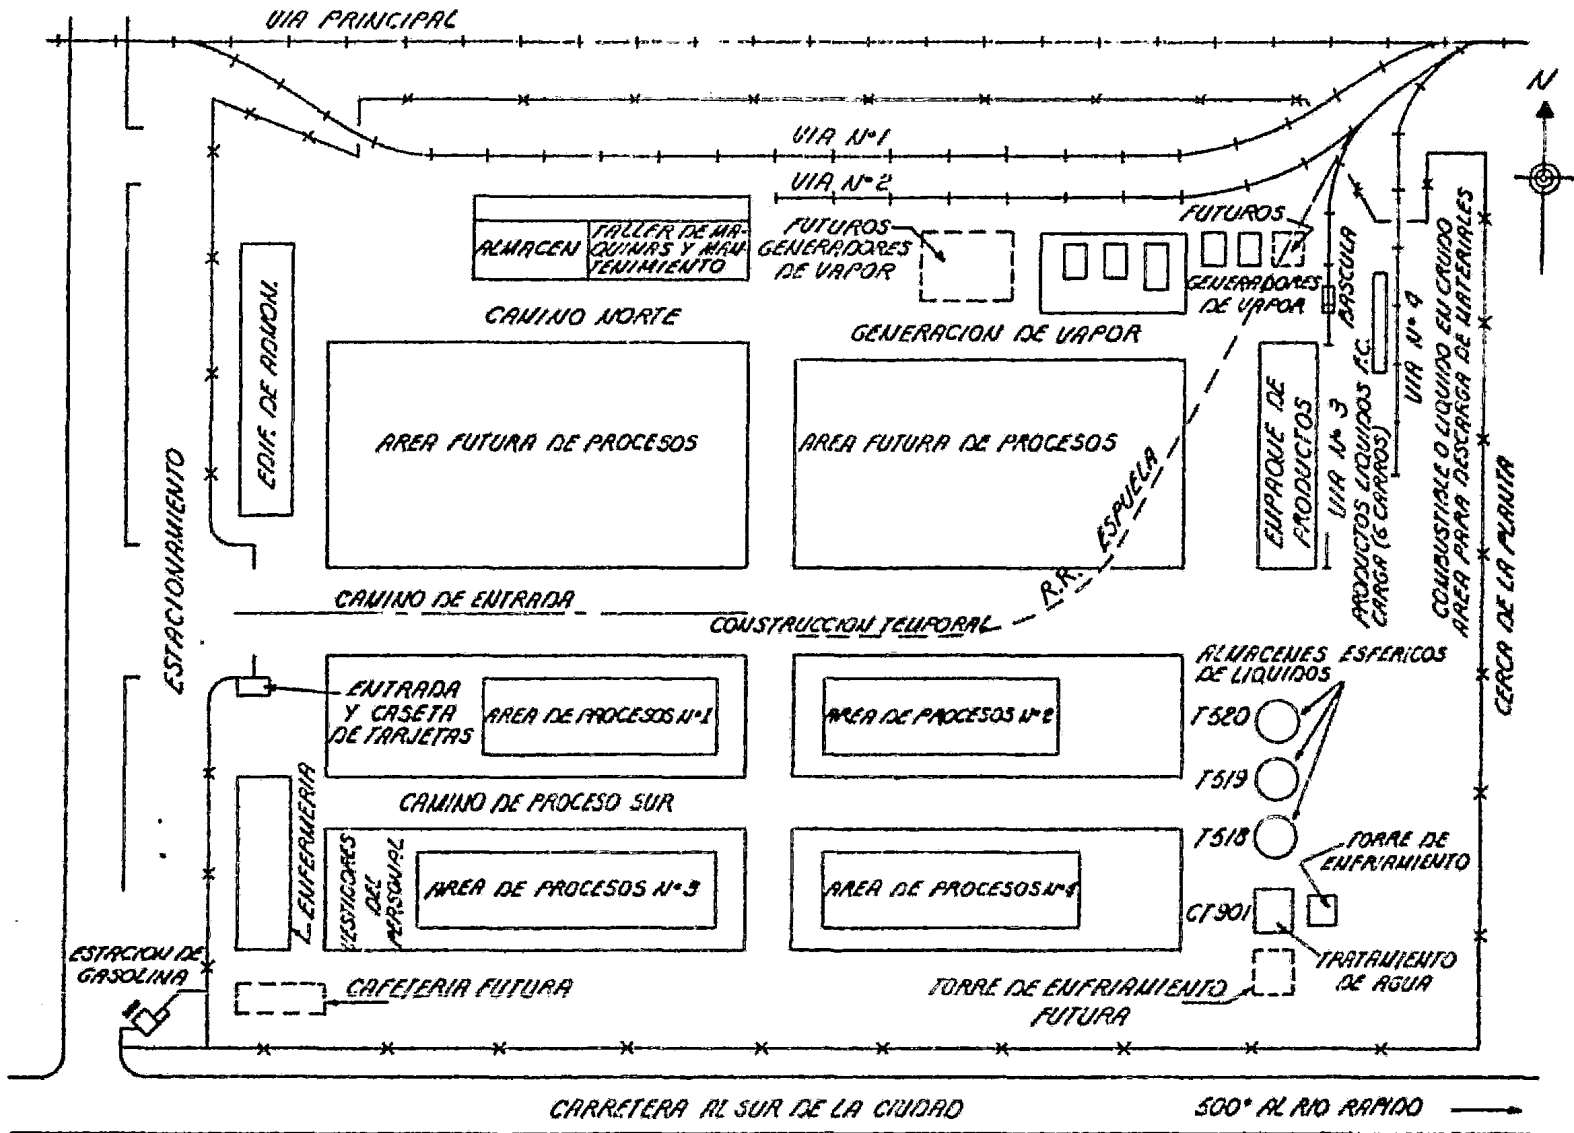 VIA PRINCIPAL
N
VIA Nº1
VIA Nº2
ALMACEN
TALLER DE MA-
QUINAS Y MAN-
TENIMIENTO
FUTUROS
GENERADORES
DE VAPOR
FUTUROS
GENERADORES
DE VAPOR
BASCULA
CAMINO NORTE
GENERACION DE VAPOR
EDIF. DE ADMON.
AREA FUTURA DE PROCESOS
AREA FUTURA DE PROCESOS
EMPAQUE DE
PRODUCTOS
VIA Nº 3
PRODUCTOS LIQUIDOS F.C.
CARGA (6 CARROS)
VIA Nº 4
COMBUSTIBLE O LIQUIDO EN CRUDO
AREA PARA DESCARGA DE MATERIALES
CERCA DE LA PLANTA
ESTACIONAMIENTO
R.R. ESPUELA
CAMINO DE ENTRADA
CONSTRUCCION TEMPORAL
ENTRADA
Y CASETA
DE TARJETAS
AREA DE PROCESOS Nº1
AREA DE PROCESOS Nº2
ALMACENES ESFERICOS
DE LIQUIDOS
T520
T519
T518
CAMINO DE PROCESO SUR
ENFERMERIA
VESTIDORES
DEL
PERSONAL
AREA DE PROCESOS Nº3
AREA DE PROCESOS Nº4
TORRE DE
ENFRIAMIENTO
CT901
TRATAMIENTO
DE AGUA
ESTACION DE
GASOLINA
CAFETERIA FUTURA
TORRE DE ENFRIAMIENTO
FUTURA
CARRETERA AL SUR DE LA CIUDAD
500° AL RIO RAPIDO